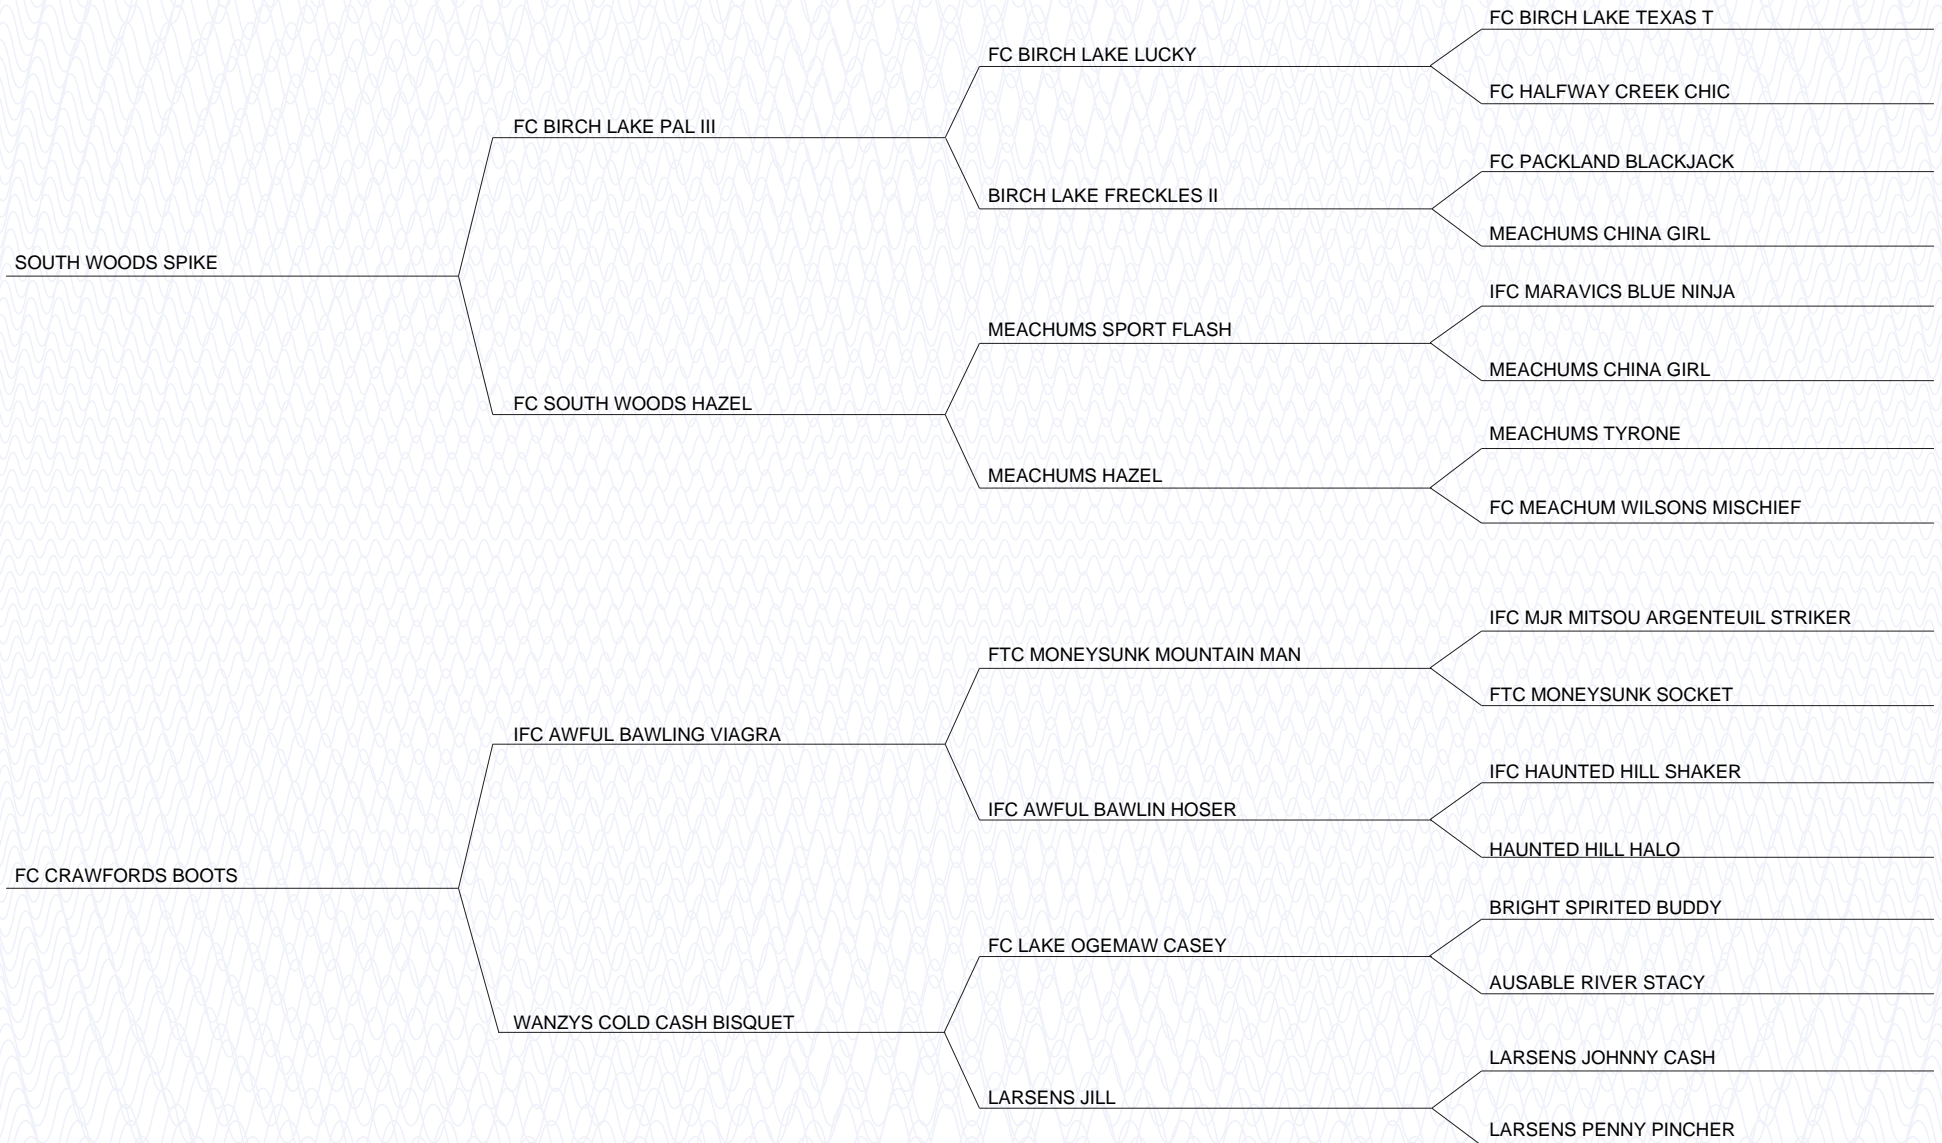 FC BIRCH LAKE TEXAS T
FC BIRCH LAKE LUCKY
FC HALFWAY CREEK CHIC
FC BIRCH LAKE PAL III
FC PACKLAND BLACKJACK
BIRCH LAKE FRECKLES II
MEACHUMS CHINA GIRL
SOUTH WOODS SPIKE
IFC MARAVICS BLUE NINJA
MEACHUMS SPORT FLASH
MEACHUMS CHINA GIRL
FC SOUTH WOODS HAZEL
MEACHUMS TYRONE
MEACHUMS HAZEL
FC MEACHUM WILSONS MISCHIEF
IFC MJR MITSOU ARGENTEUIL STRIKER
FTC MONEYSUNK MOUNTAIN MAN
FTC MONEYSUNK SOCKET
IFC AWFUL BAWLING VIAGRA
IFC HAUNTED HILL SHAKER
IFC AWFUL BAWLIN HOSER
HAUNTED HILL HALO
FC CRAWFORDS BOOTS
BRIGHT SPIRITED BUDDY
FC LAKE OGEMAW CASEY
AUSABLE RIVER STACY
WANZYS COLD CASH BISQUET
LARSENS JOHNNY CASH
LARSENS JILL
LARSENS PENNY PINCHER